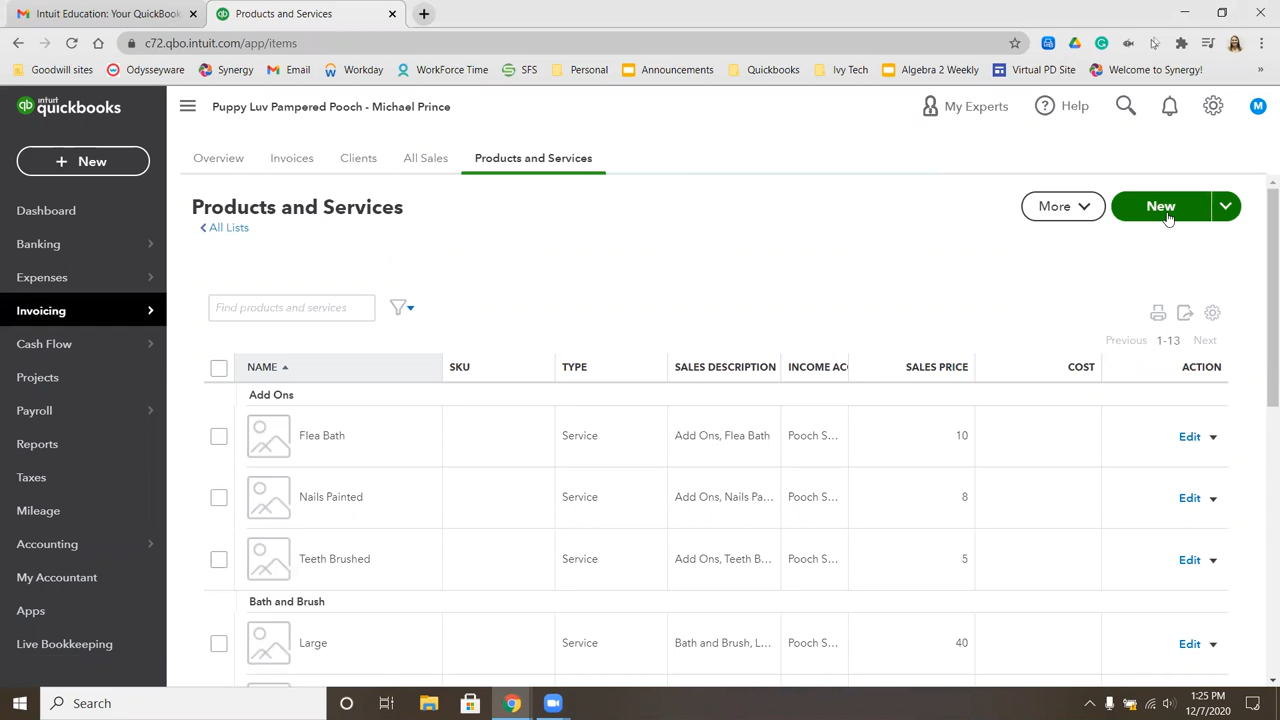 Intuit Education: Your QuickBook
Products and Services
c72.qbo.intuit.com/app/items
Goodwill sites
Odysseyware
Synergy
Email
Workday
WorkForce Time
SFS
Personal
Announcements
Quickbooks
Ivy Tech
Algebra 2 Weekly
Virtual PD Site
Welcome to Synergy!
intuit quickbooks
Puppy Luv Pampered Pooch - Michael Prince
My Experts
Help
M
+ New
Dashboard
Banking
Expenses
Invoicing
Cash Flow
Projects
Payroll
Reports
Taxes
Mileage
Accounting
My Accountant
Apps
Live Bookkeeping
Overview
Invoices
Clients
All Sales
Products and Services
Products and Services
All Lists
More
New
Find products and services
Previous 1-13 Next
NAME SKU TYPE SALES DESCRIPTION INCOME ACC SALES PRICE COST ACTION
Add Ons
Flea Bath Service Add Ons, Flea Bath Pooch S... 10 Edit
Nails Painted Service Add Ons, Nails Pa... Pooch S... 8 Edit
Teeth Brushed Service Add Ons, Teeth B... Pooch S... 5 Edit
Bath and Brush
Large Service Bath and Brush, L... Pooch S... 40 Edit
Search
1:25 PM
12/7/2020